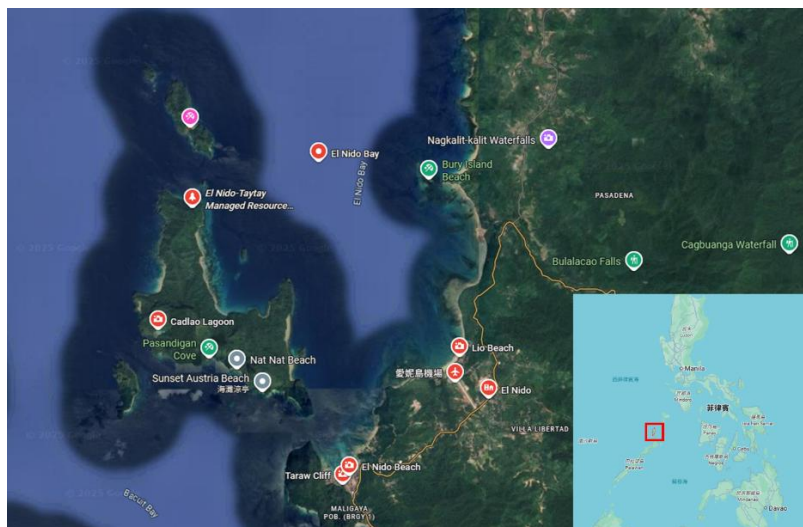 © 2025 Google
El Nido Bay
El Nido Bay
Nagkalit-kalit Waterfalls
Bury Island
Beach
PASADENA
El Nido-Taytay
Managed Resource...
Cagbuanga Waterfall
Bulalacao Falls
Cadlao Lagoon
Pasandigan
Cove
Nat Nat Beach
Sunset Austria Beach
海灘涼亭
Lio Beach
愛妮島機場
El Nido
VILLA LIBERTAD
El Nido Beach
Taraw Cliff
MALIGAYA
POB. (BRGY 1)
Bacuit Bay
Manila
菲律賓
Davao